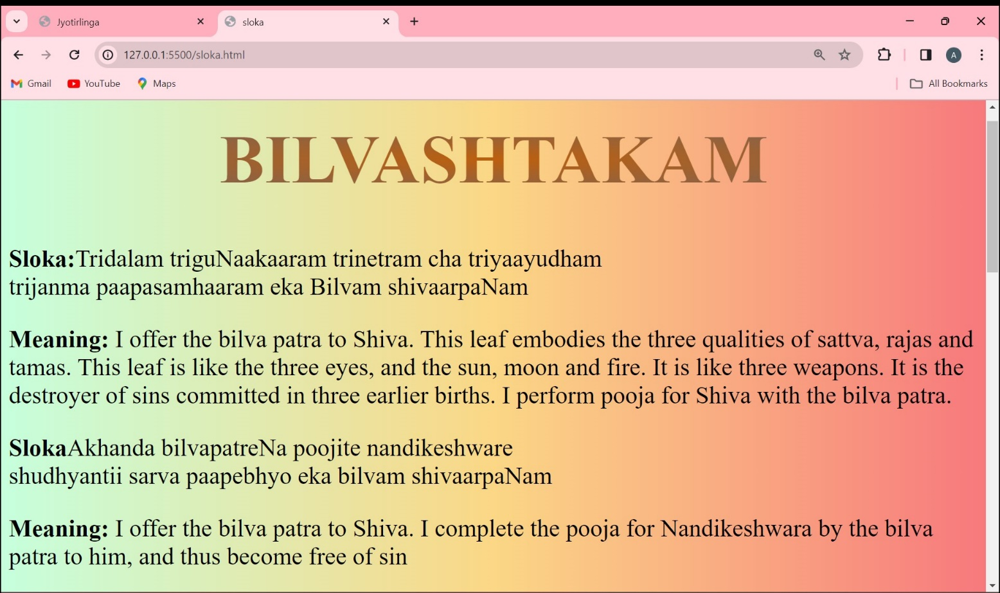 Jyotirlinga
sloka
127.0.0.1:5500/sloka.html
A
Gmail
YouTube
Maps
All Bookmarks
BILVASHTAKAM
Sloka:Tridalam triguNaakaaram trinetram cha triyaayudham
trijanma paapasamhaaram eka Bilvam shivaarpaNam
Meaning: I offer the bilva patra to Shiva. This leaf embodies the three qualities of sattva, rajas and
tamas. This leaf is like the three eyes, and the sun, moon and fire. It is like three weapons. It is the
destroyer of sins committed in three earlier births. I perform pooja for Shiva with the bilva patra.
SlokaAkhanda bilvapatreNa poojite nandikeshware
shudhyantii sarva paapebhyo eka bilvam shivaarpaNam
Meaning: I offer the bilva patra to Shiva. I complete the pooja for Nandikeshwara by the bilva
patra to him, and thus become free of sin